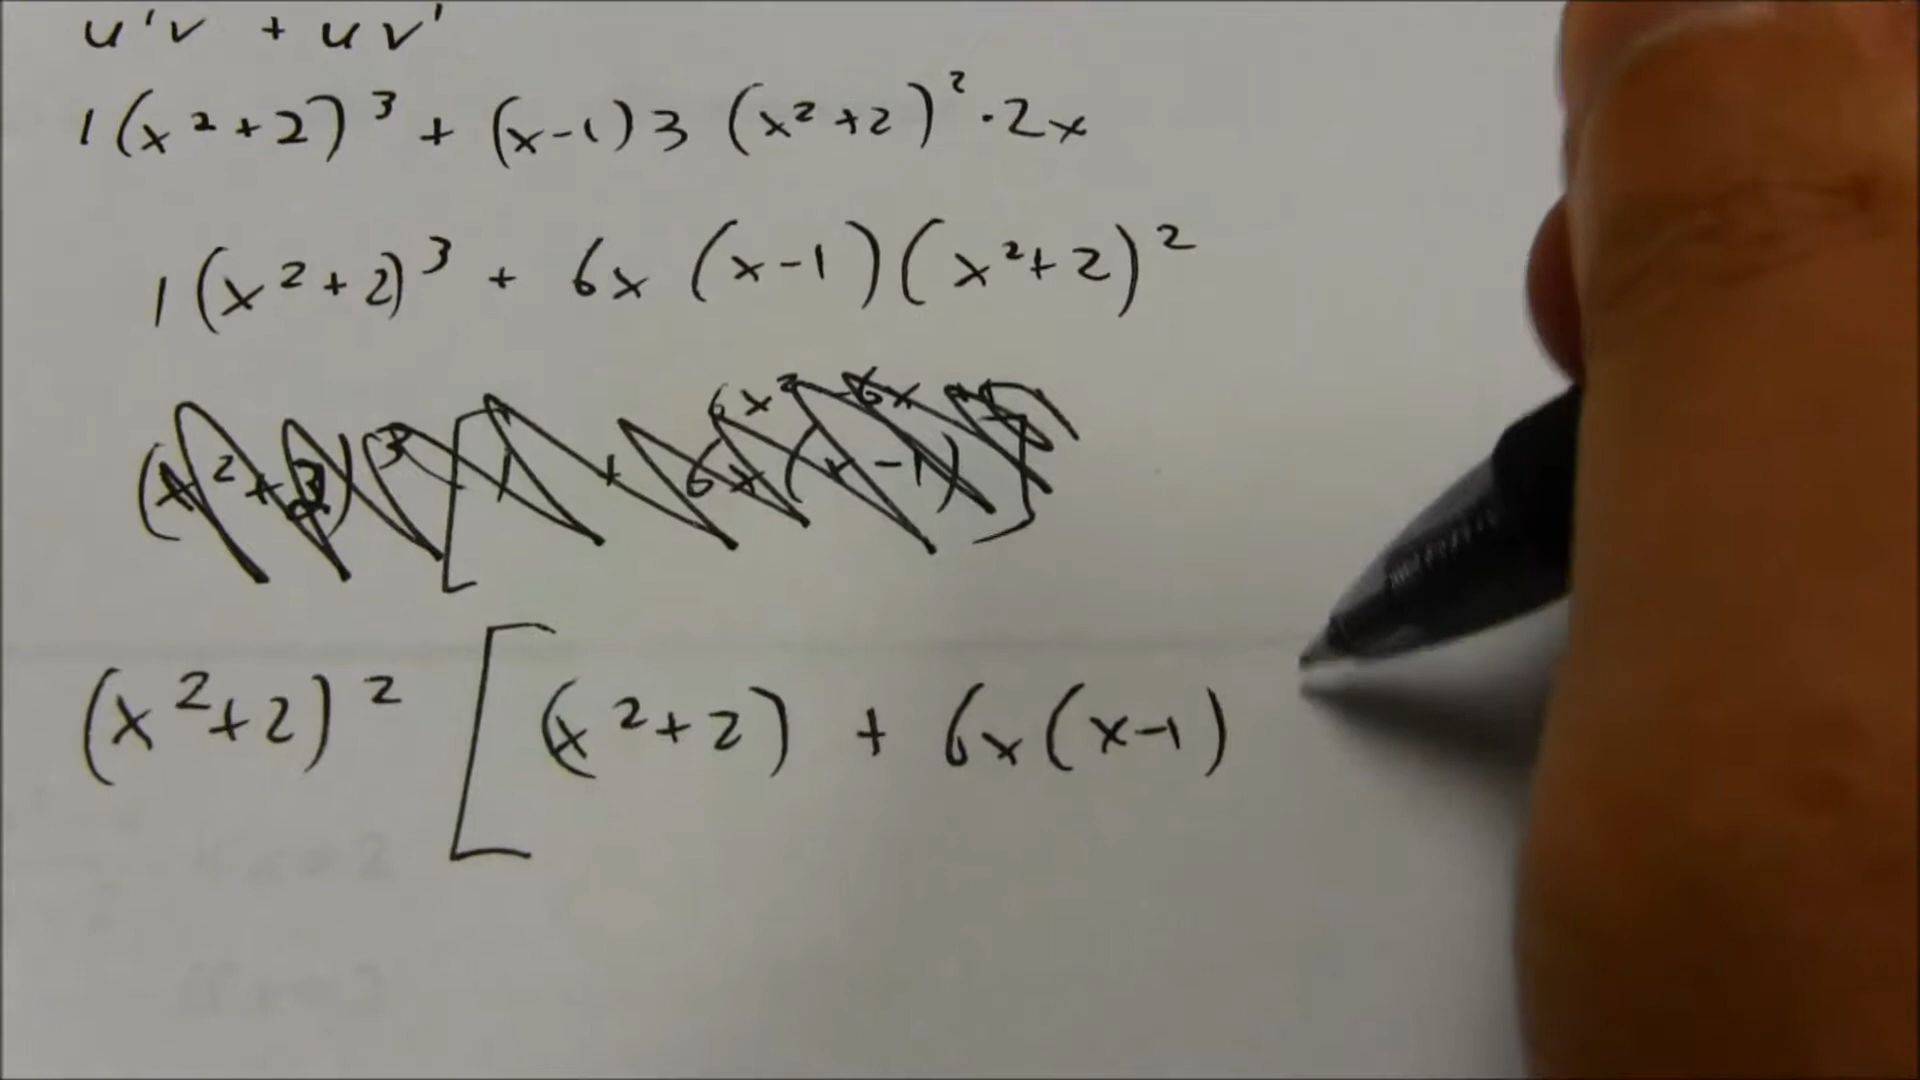 u'v + uv'
1(x²+2)³ + (x-1)3(x²+2)²·2x
1(x²+2)³ + 6x(x-1)(x²+2)²
(x²+2)²[(x²+2) + 6x(x-1)